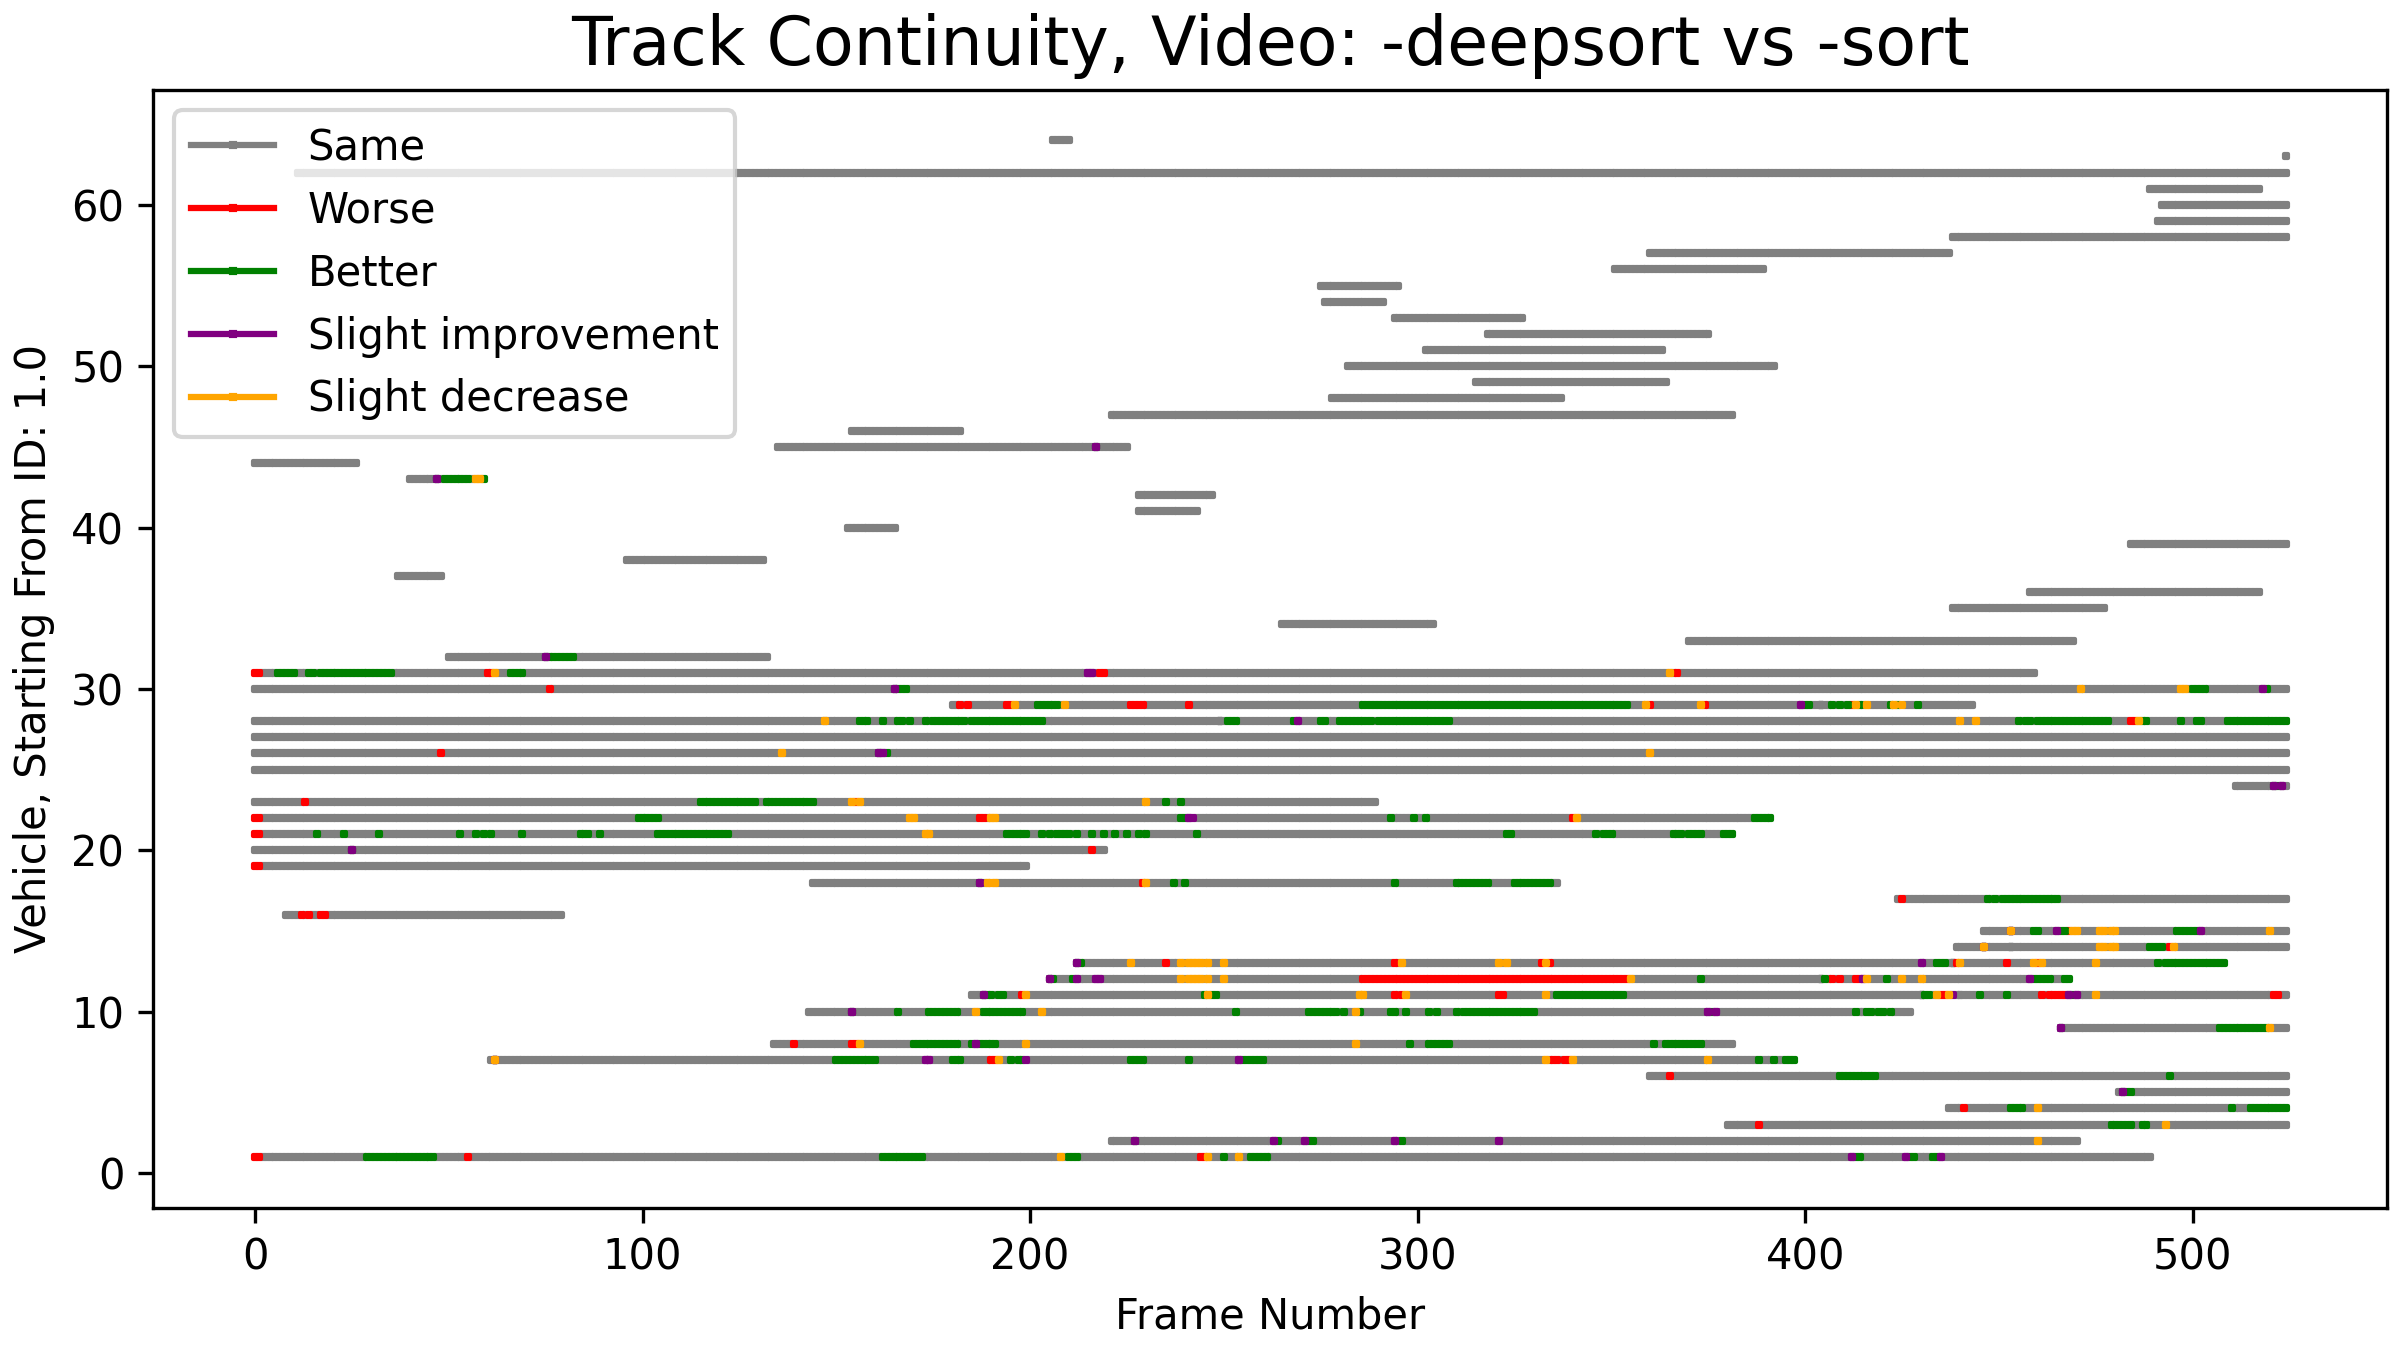 Track Continuity, Video: -deepsort vs -sort
Same
Worse
Better
Slight improvement
Slight decrease
Vehicle, Starting From ID: 1.0
60
50
40
30
20
10
0
0 100 200 300 400 500
Frame Number